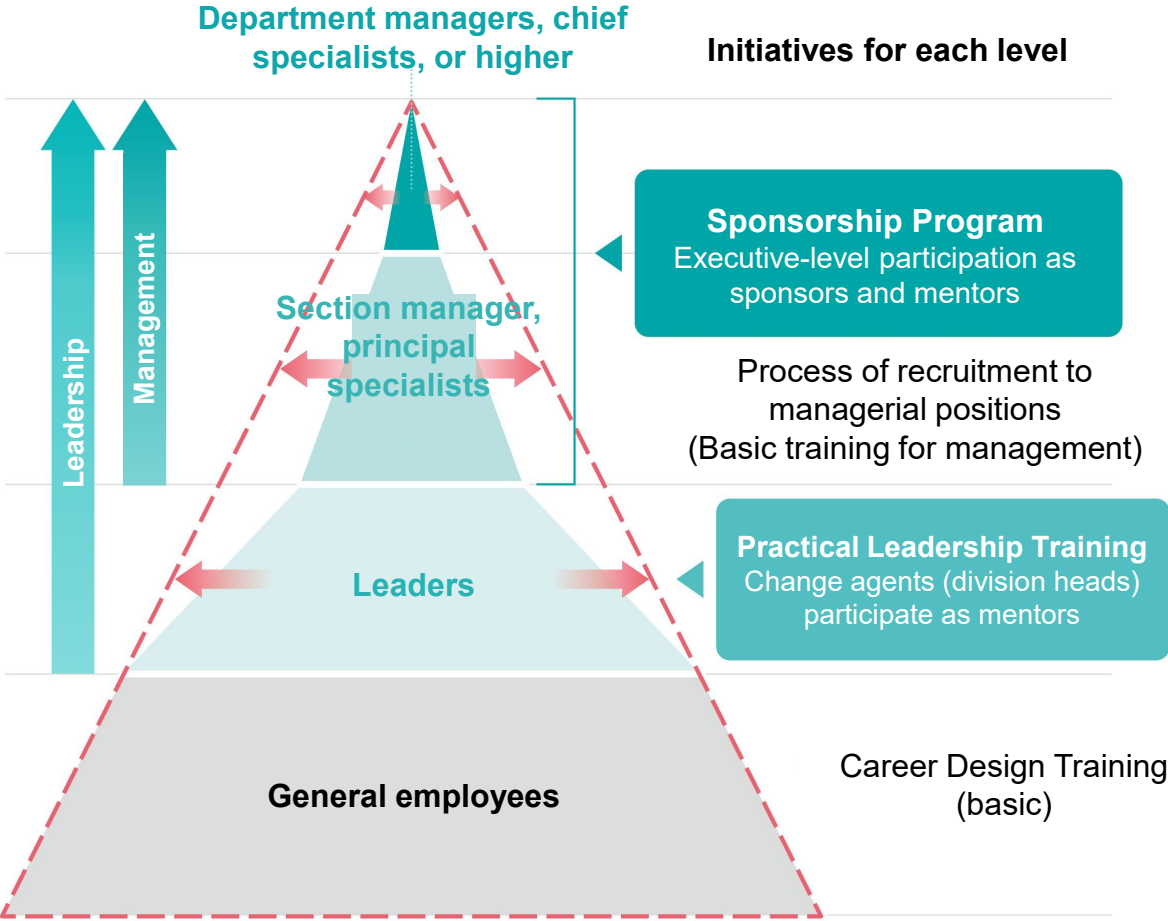 Department managers, chief
specialists, or higher
Initiatives for each level
Leadership
Management
Sponsorship Program
Executive-level participation as
sponsors and mentors
Section manager,
principal
specialists
Process of recruitment to
managerial positions
(Basic training for management)
Practical Leadership Training
Change agents (division heads)
participate as mentors
Leaders
General employees
Career Design Training
(basic)